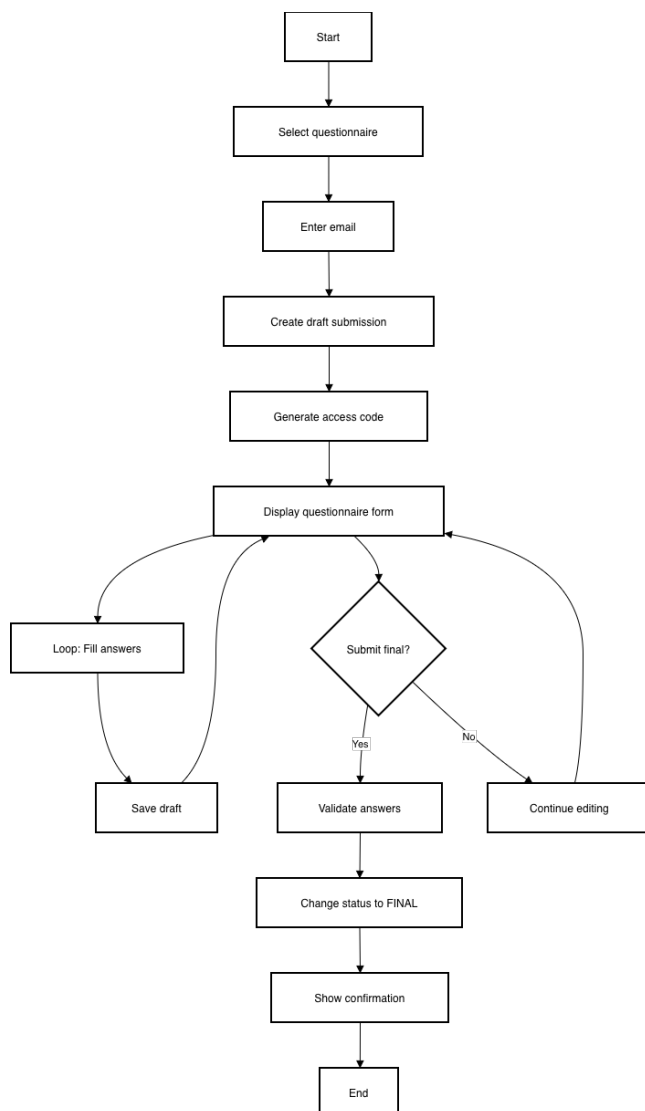 Start
Select questionnaire
Enter email
Create draft submission
Generate access code
Display questionnaire form
Loop: Fill answers
Submit final?
Yes
No
Save draft
Validate answers
Continue editing
Change status to FINAL
Show confirmation
End